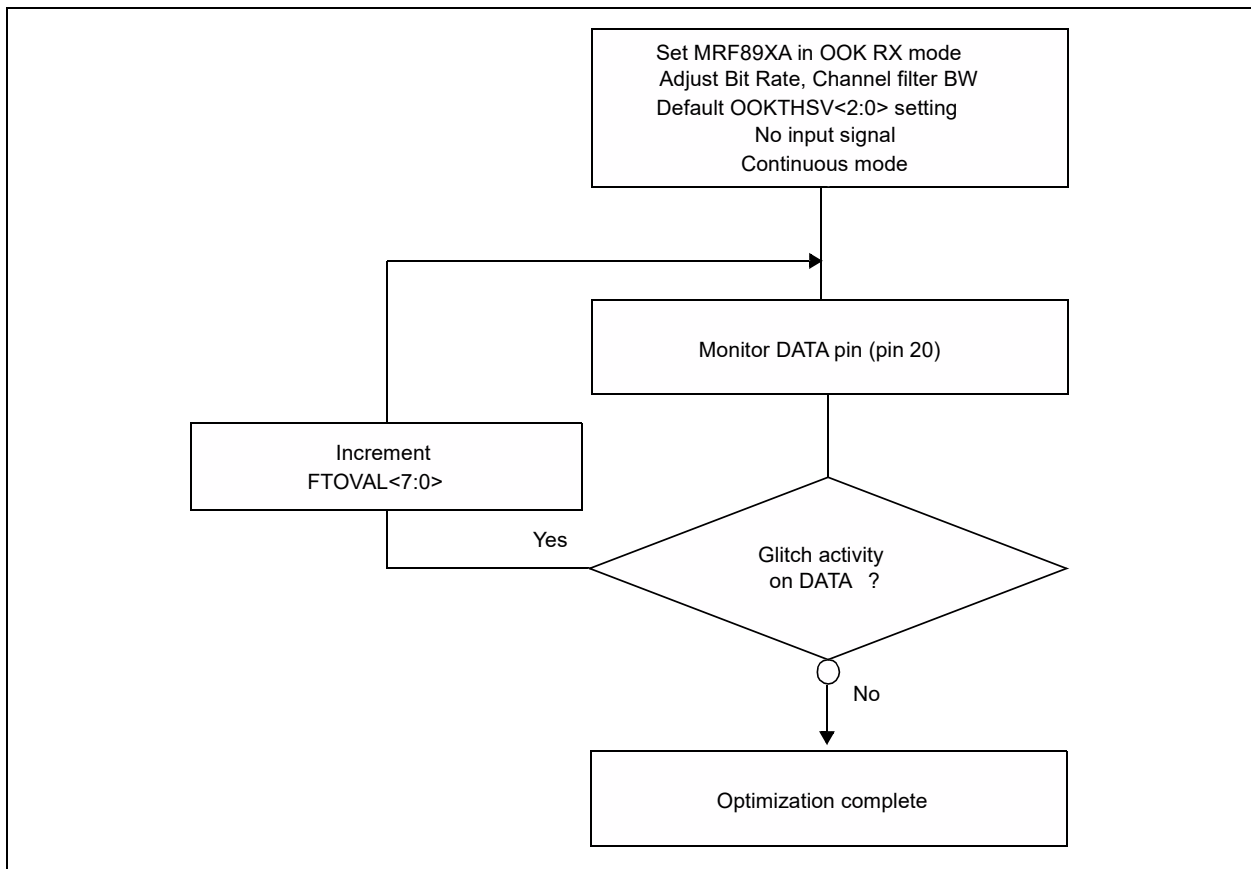 Set MRF89XA in OOK RX mode
Adjust Bit Rate, Channel filter BW
Default OOKTHSV<2:0> setting
No input signal
Continuous mode
Monitor DATA pin (pin 20)
Increment
FTOVAL<7:0>
Yes
Glitch activity
on DATA ?
No
Optimization complete